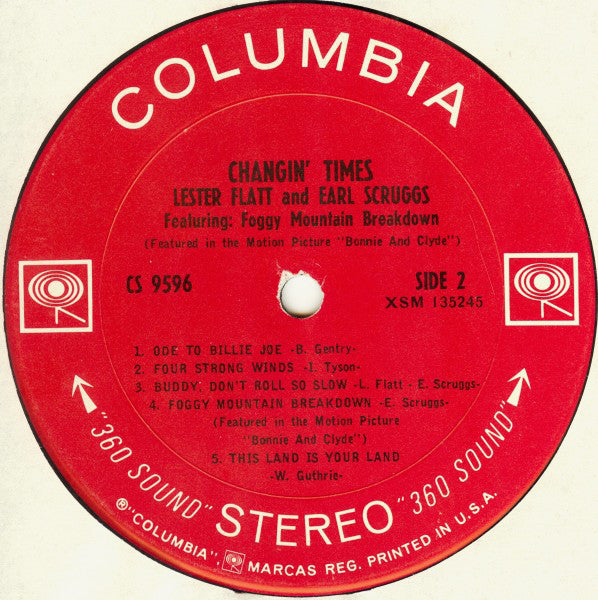 COLUMBIA
CHANGIN' TIMES
LESTER FLATT and EARL SCRUGGS
Featuring: Foggy Mountain Breakdown
(Featured in the Motion Picture "Bonnie And Clyde")
CS 9596
SIDE 2
XSM 135245
1. ODE TO BILLIE JOE -B. Gentry-
2. FOUR STRONG WINDS -I. Tyson-
3. BUDDY, DON'T ROLL SO SLOW -L. Flatt - E. Scruggs-
4. FOGGY MOUNTAIN BREAKDOWN -E. Scruggs-
(Featured in the Motion Picture
"Bonnie And Clyde")
5. THIS LAND IS YOUR LAND
-W. Guthrie-
"360 SOUND" STEREO "360 SOUND"
®"COLUMBIA", MARCAS REG. PRINTED IN U.S.A.